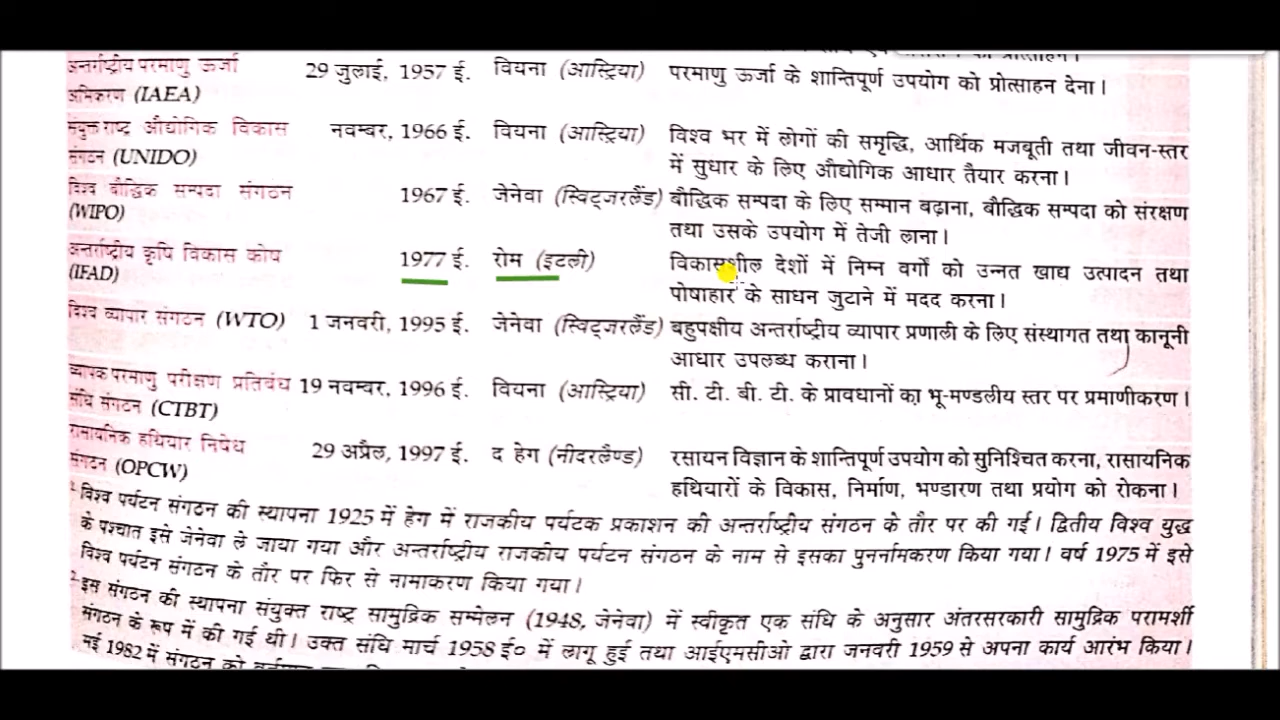 अन्तर्राष्ट्रीय परमाणु ऊर्जा 29 जुलाई, 1957 ई. वियना (आस्ट्रिया) परमाणु ऊर्जा के शान्तिपूर्ण उपयोग को प्रोत्साहन देना।
अभिकरण (IAEA)
संयुक्त राष्ट्र औद्योगिक विकास नवम्बर, 1966 ई. वियना (आस्ट्रिया) विश्व भर में लोगों की समृद्धि, आर्थिक मजबूती तथा जीवन-स्तर
संगठन (UNIDO) में सुधार के लिए औद्योगिक आधार तैयार करना।
विश्व बौद्धिक सम्पदा संगठन 1967 ई. जेनेवा (स्विट्जरलैंड) बौद्धिक सम्पदा के लिए सम्मान बढ़ाना, बौद्धिक सम्पदा को संरक्षण
(WIPO) तथा उसके उपयोग में तेजी लाना।
अन्तर्राष्ट्रीय कृषि विकास कोष 1977 ई. रोम (इटली) विकासशील देशों में निम्न वर्गों को उन्नत खाद्य उत्पादन तथा
(IFAD) पोषाहार के साधन जुटाने में मदद करना।
विश्व व्यापार संगठन (WTO) 1 जनवरी, 1995 ई. जेनेवा (स्विट्जरलैंड) बहुपक्षीय अन्तर्राष्ट्रीय व्यापार प्रणाली के लिए संस्थागत तथा कानूनी
आधार उपलब्ध कराना।
व्यापक परमाणु परीक्षण प्रतिबंध 19 नवम्बर, 1996 ई. वियना (आस्ट्रिया) सी. टी. बी. टी. के प्रावधानों का भू-मण्डलीय स्तर पर प्रमाणीकरण।
संधि संगठन (CTBT)
रासायनिक हथियार निषेध 29 अप्रैल, 1997 ई. द हेग (नीदरलैण्ड) रसायन विज्ञान के शान्तिपूर्ण उपयोग को सुनिश्चित करना, रासायनिक
संगठन (OPCW) हथियारों के विकास, निर्माण, भण्डारण तथा प्रयोग को रोकना।
1. विश्व पर्यटन संगठन की स्थापना 1925 में हेग में राजकीय पर्यटक प्रकाशन की अन्तर्राष्ट्रीय संगठन के तौर पर की गई। द्वितीय विश्व युद्ध
के पश्चात इसे जेनेवा ले जाया गया और अन्तर्राष्ट्रीय राजकीय पर्यटन संगठन के नाम से इसका पुनर्नामकरण किया गया। वर्ष 1975 में इसे
विश्व पर्यटन संगठन के तौर पर फिर से नामाकरण किया गया।
2. इस संगठन की स्थापना संयुक्त राष्ट्र सामुद्रिक सम्मेलन (1948, जेनेवा) में स्वीकृत एक संधि के अनुसार अंतरसरकारी सामुद्रिक परामर्शी
संगठन के रूप में की गई थी। उक्त संधि मार्च 1958 ई० में लागू हुई तथा आईएमसीओ द्वारा जनवरी 1959 से अपना कार्य आरंभ किया।
मई 1982 में संगठन को